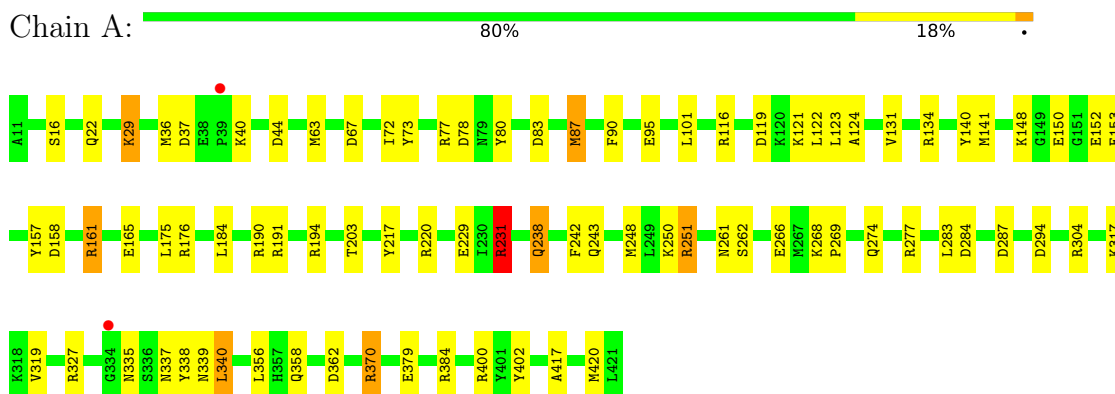 Chain A:
80% 18% •
A11 S16 Q22 K29 M36 D37 E38 P39 K40 D44 M63 D67 I72 Y73 R77 D78 N79 Y80 D83 M87 F90 E95 L101 R116 D119 K120 K121 L122 L123 A124 V131 R134 Y140 M141 K148 G149 E150 G151 E152 E153
Y157 D158 R161 E165 L175 R176 L184 R190 R191 R194 T203 Y217 R220 E229 I230 R231 Q238 F242 Q243 M248 L249 K250 R251 N261 S262 E266 M267 K268 P269 Q274 R277 L283 D284 D287 D294 R304 K317
K318 V319 R327 G334 N335 S336 N337 Y338 N339 L340 L356 H357 Q358 D362 R370 E379 R384 R400 Y401 Y402 A417 M420 L421